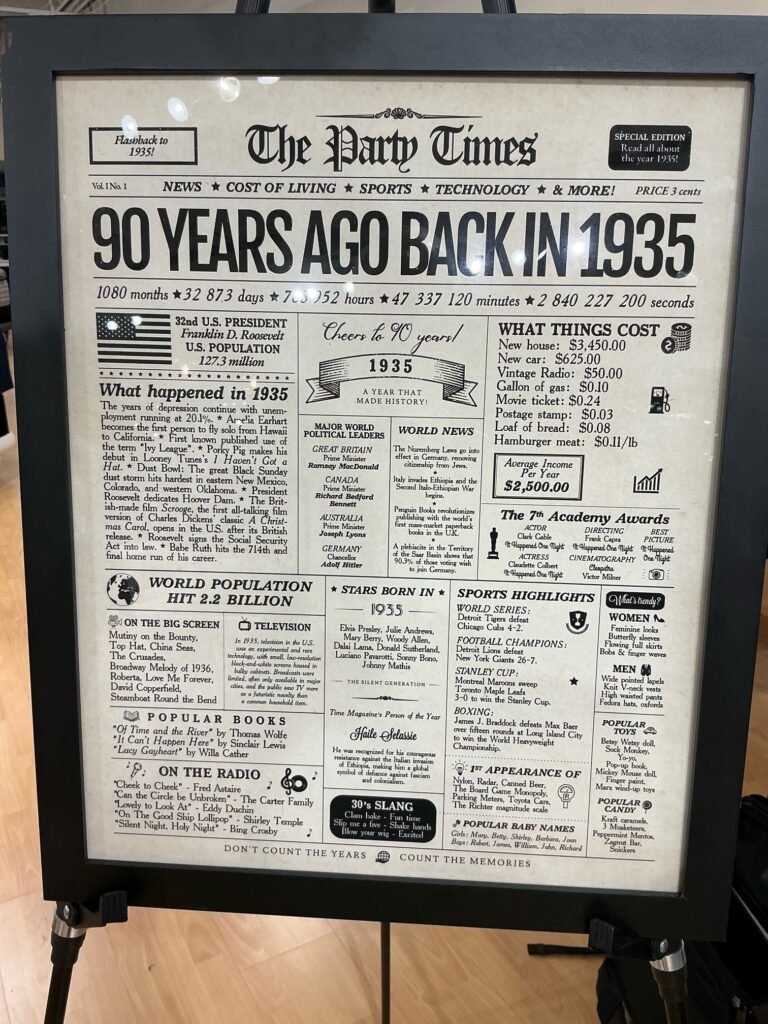 Flashback to
1935!
The Party Times
SPECIAL EDITION
Read all about
the year 1935!
Vol. I No. 1
NEWS ★ COST OF LIVING ★ SPORTS ★ TECHNOLOGY ★ & MORE!
PRICE 3 cents
90 YEARS AGO BACK IN 1935
1080 months ★ 32 873 days ★ 952 hours ★ 47 337 120 minutes ★ 2 840 227 200 seconds
32nd U.S. PRESIDENT
Franklin D. Roosevelt
U.S. POPULATION
127.3 million
What happened in 1935
The years of depression continue with unem-
ployment running at 20.1%. * Amelia Earhart
becomes the first person to fly solo from Hawaii
to California. * First known published use of
the term "Ivy League". * Porky Pig makes his
debut in Looney Tunes's I Haven't Got a
Hat. * Dust Bowl: The great Black Sunday
dust storm hits hardest in eastern New Mexico,
Colorado, and western Oklahoma. * President
Roosevelt dedicates Hoover Dam. * The Brit-
ish-made film Scrooge, the first all-talking film
version of Charles Dickens' classic A Christ-
mas Carol, opens in the U.S. after its British
release. * Roosevelt signs the Social Security
Act into law. * Babe Ruth hits the 714th and
final home run of his career.
Cheers to 90 years!
1935
A YEAR THAT
MADE HISTORY!
MAJOR WORLD
POLITICAL LEADERS
GREAT BRITAIN
Prime Minister
Ramsay MacDonald
CANADA
Prime Minister
Richard Bedford
Bennett
AUSTRALIA
Prime Minister
Joseph Lyons
GERMANY
Chancellor
Adolf Hitler
WORLD NEWS
The Nuremberg Laws go into
effect in Germany, removing
citizenship from Jews.
★
Italy invades Ethiopia and the
Second Italo-Ethiopian War
begins.
★
Penguin Books revolutionizes
publishing with the world's
first mass-market paperback
books in the U.K.
★
A plebiscite in the Territory
of the Saar Basin shows that
90.3% of those voting wish
to join Germany.
WHAT THINGS COST
New house: $3,450.00
New car: $625.00
Vintage Radio: $50.00
Gallon of gas: $0.10
Movie ticket: $0.24
Postage stamp: $0.03
Loaf of bread: $0.08
Hamburger meat: $0.11/lb
Average Income
Per Year
$2,500.00
The 7th Academy Awards
ACTOR
Clark Gable
It Happened One Night
ACTRESS
Claudette Colbert
It Happened One Night
DIRECTING
Frank Capra
It Happened One Night
CINEMATOGRAPHY
Cleopatra
Victor Milner
BEST
PICTURE
It Happened
One Night
WORLD POPULATION
HIT 2.2 BILLION
ON THE BIG SCREEN
Mutiny on the Bounty,
Top Hat, China Seas,
The Crusades,
Broadway Melody of 1936,
Roberta, Love Me Forever,
David Copperfield,
Steamboat Round the Bend
TELEVISION
In 1935, television in the U.S.
was an experimental and rare
technology, with small, low-resolution
black-and-white screens housed in
bulky cabinets. Broadcasts were
limited, often only available in major
cities, and the public saw TV more
as a futuristic novelty than
a common household item.
POPULAR BOOKS
"Of Time and the River" by Thomas Wolfe
"It Can't Happen Here" by Sinclair Lewis
"Lucy Gayheart" by Willa Cather
ON THE RADIO
"Cheek to Cheek" - Fred Astaire
"Can the Circle be Unbroken" - The Carter Family
"Lovely to Look At" - Eddy Duchin
"On The Good Ship Lollipop" - Shirley Temple
"Silent Night, Holy Night" - Bing Crosby
★ STARS BORN IN ★
1935
Elvis Presley, Julie Andrews,
Mary Berry, Woody Allen,
Dalai Lama, Donald Sutherland,
Luciano Pavarotti, Sonny Bono,
Johnny Mathis
THE SILENT GENERATION
Time Magazine's Person of the Year
Haile Selassie
He was recognized for his courageous
resistance against the Italian invasion
of Ethiopia, making him a global
symbol of defiance against fascism
and colonialism.
30's SLANG
Clam bake - Fun time
Slip me a five - Shake hands
Blow your wig - Excited
SPORTS HIGHLIGHTS
WORLD SERIES:
Detroit Tigers defeat
Chicago Cubs 4-2.
FOOTBALL CHAMPIONS:
Detroit Lions defeat
New York Giants 26-7.
STANLEY CUP:
Montreal Maroons sweep
Toronto Maple Leafs
3-0 to win the Stanley Cup.
BOXING:
James J. Braddock defeats Max Baer
over fifteen rounds at Long Island City
to win the World Heavyweight
Championship.
1ST APPEARANCE OF
Nylon, Radar, Canned Beer,
The Board Game Monopoly,
Parking Meters, Toyota Cars,
The Richter magnitude scale
POPULAR BABY NAMES
Girls: Mary, Betty, Shirley, Barbara, Joan
Boys: Robert, James, William, John, Richard
What's trendy?
WOMEN
Feminine looks
Butterfly sleeves
Flowing full skirts
Bobs & finger waves
MEN
Wide pointed lapels
Knit V-neck vests
High waisted pants
Fedora hats, oxfords
POPULAR
TOYS
Betsy Wetsy doll,
Sock Monkey,
Yo-yo,
Pop-up book,
Mickey Mouse doll,
Finger paint,
Marx wind-up toys
POPULAR
CANDY
Kraft caramels,
3 Musketeers,
Peppermint Mentos,
Zagnut Bar,
Snickers
DON'T COUNT THE YEARS COUNT THE MEMORIES